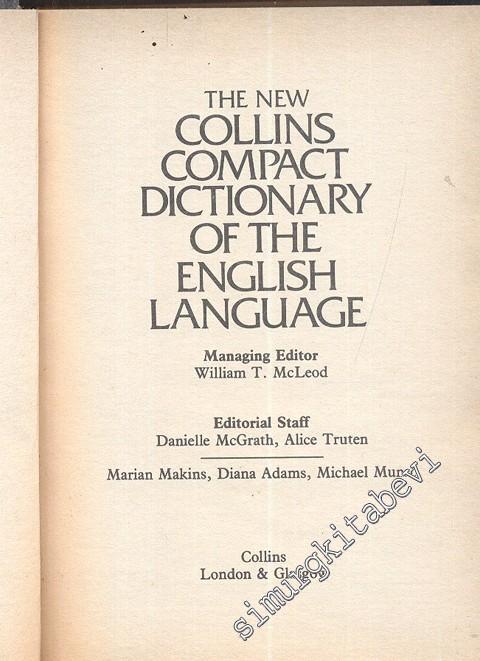 THE NEW
COLLINS
COMPACT
DICTIONARY
OF THE
ENGLISH
LANGUAGE
Managing Editor
William T. McLeod
Editorial Staff
Danielle McGrath, Alice Truten
Marian Makins, Diana Adams, Michael
Collins
London & Glasgow
simurgkitabevi